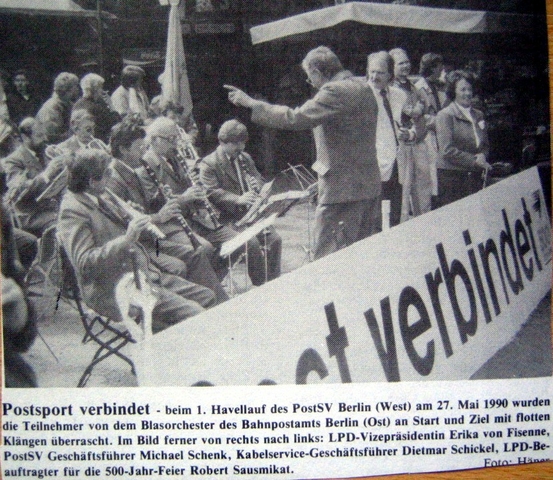 verbindet
Postsport verbindet - beim 1. Havellauf des PostSV Berlin (West) am 27. Mai 1990 wurden
die Teilnehmer von dem Blasorchester des Bahnpostamts Berlin (Ost) an Start und Ziel mit flotten
Klängen überrascht. Im Bild ferner von rechts nach links: LPD-Vizepräsidentin Erika von Fisenne,
PostSV Geschäftsführer Michael Schenk, Kabelservice-Geschäftsführer Dietmar Schickel, LPD-Be-
auftragter für die 500-Jahr-Feier Robert Sausmikat.
Foto: